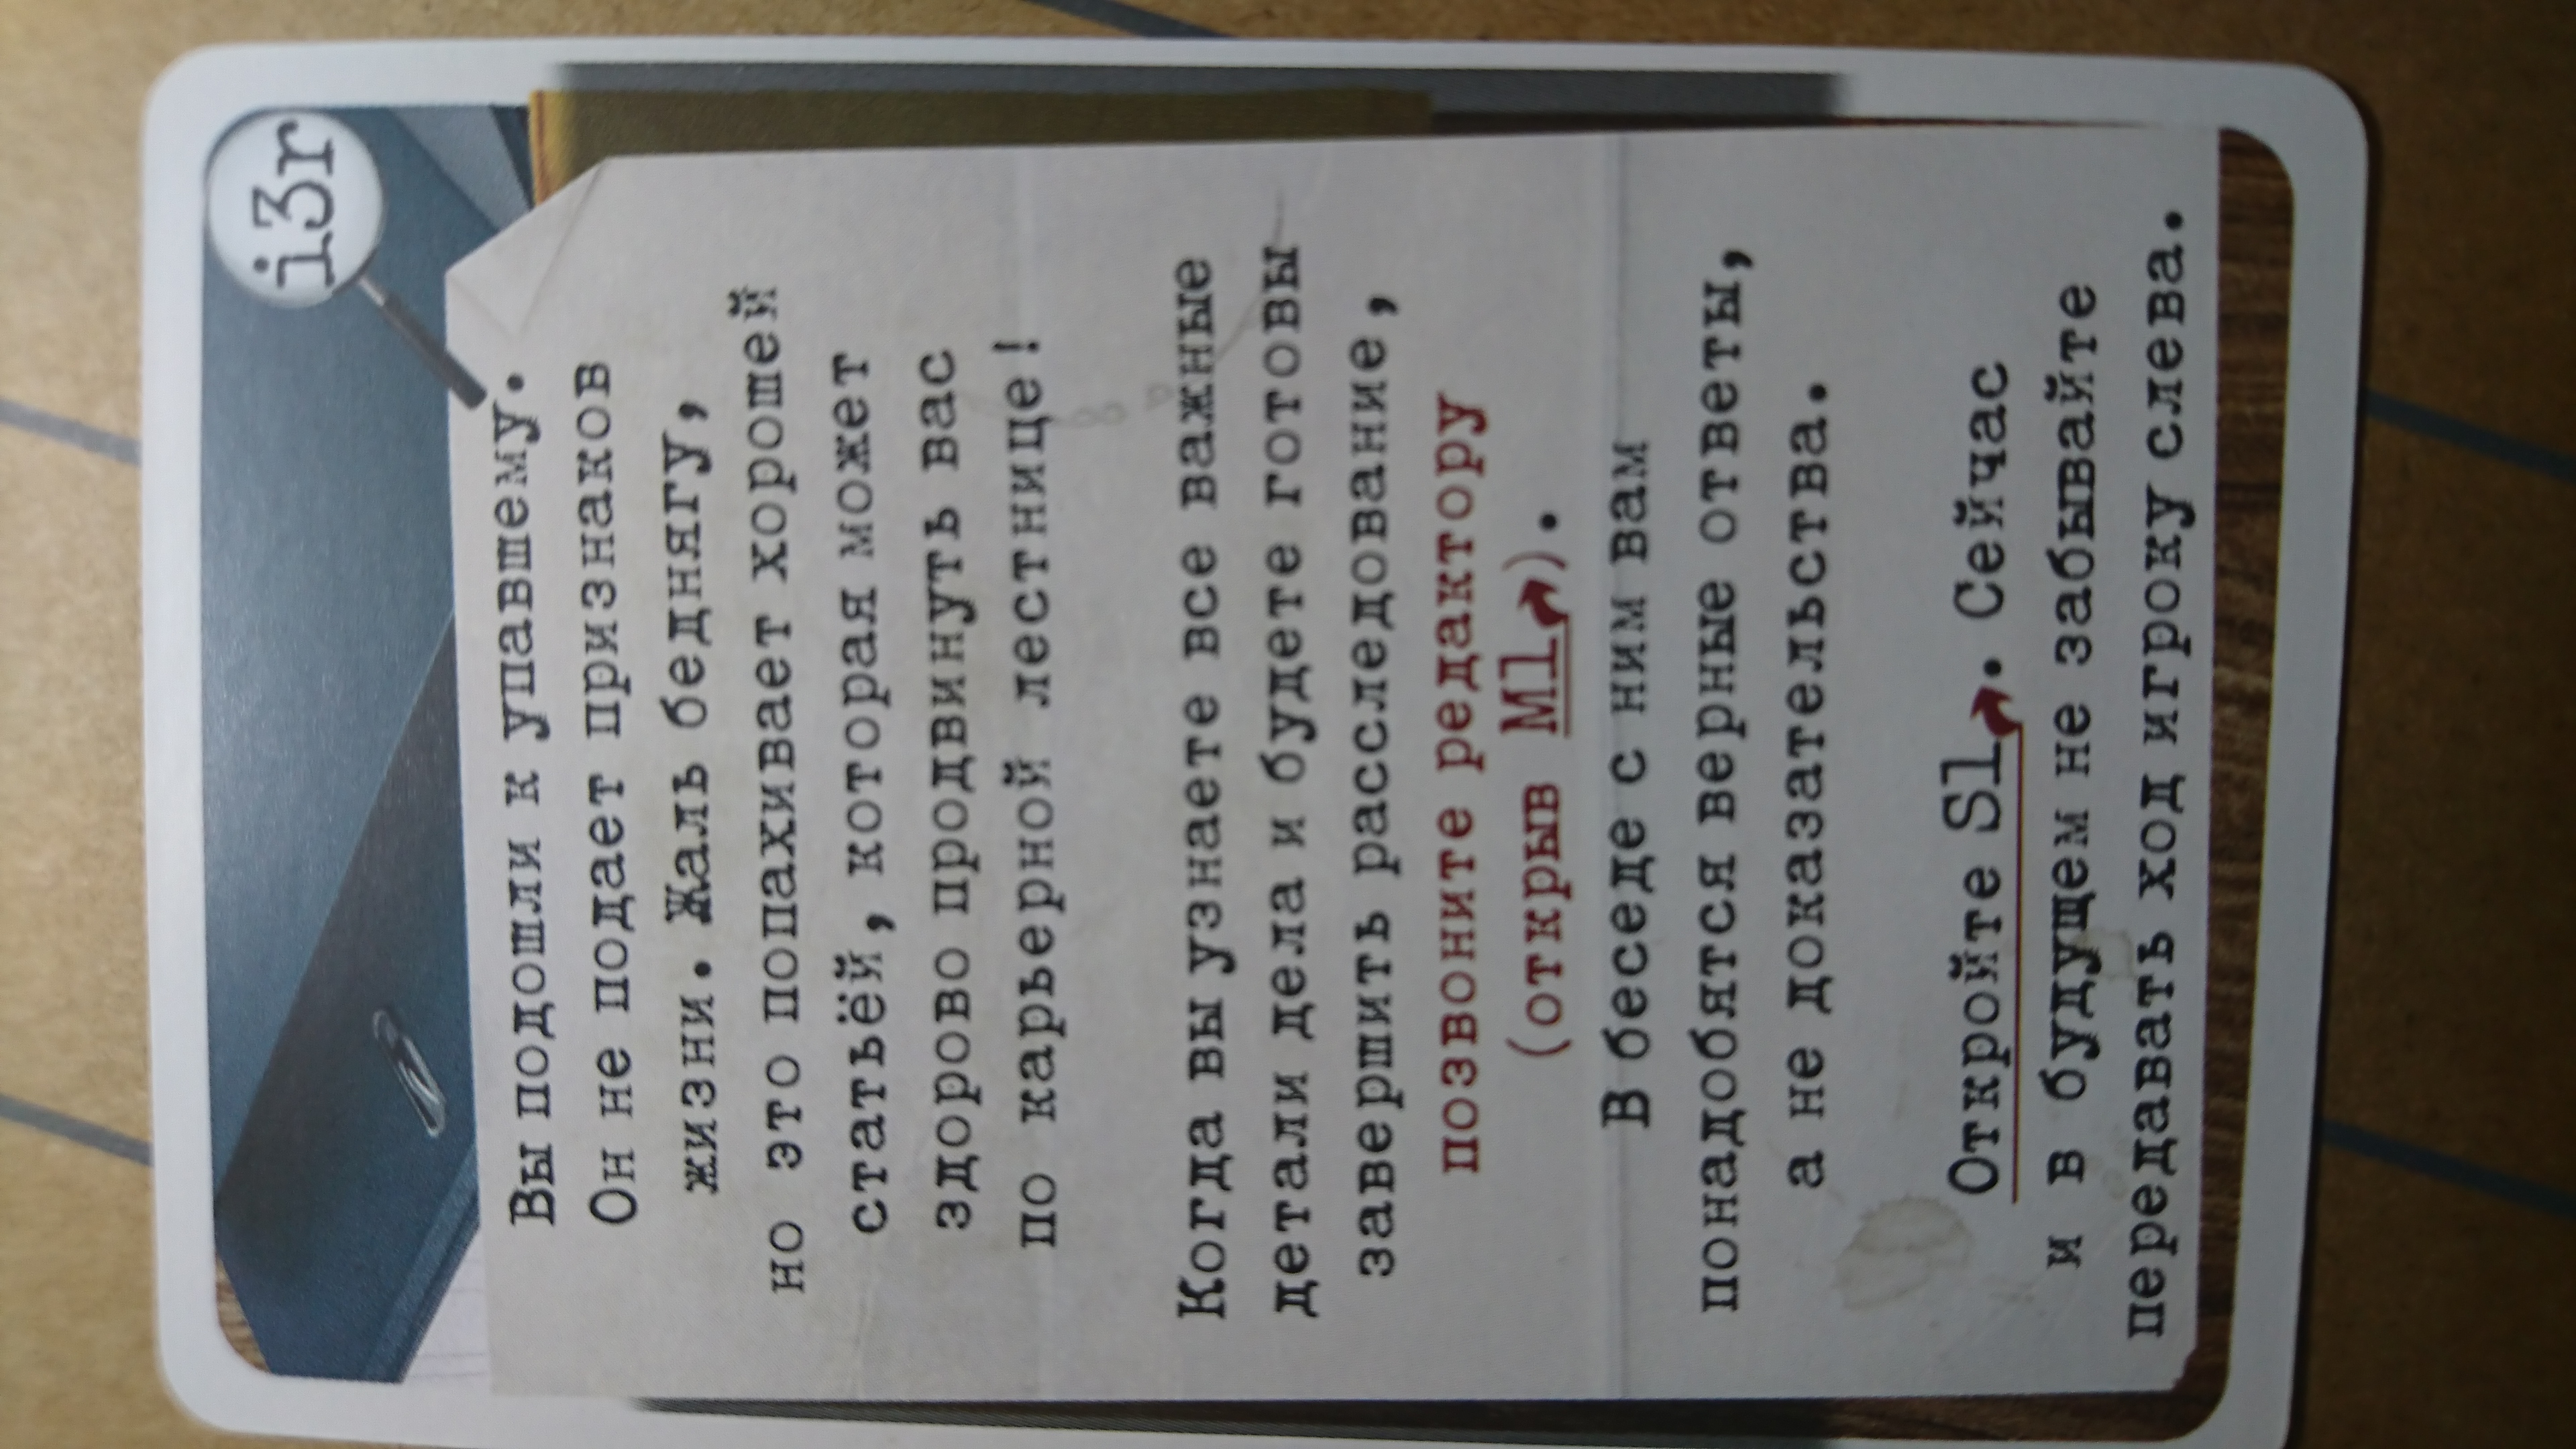 i3r
Вы подошли к упавшему.
Он не подает признаков
жизни. Жаль беднягу,
но это попахивает хорошей
статьёй, которая может
здорово продвинуть вас
по карьерной лестнице!
Когда вы узнаете все важные
детали дела и будете готовы
завершить расследование,
позвоните редактору
(открыв M1).
В беседе с ним вам
понадобятся верные ответы,
а не доказательства.
Откройте S1. Сейчас
и в будущем не забывайте
передавать ход игроку слева.